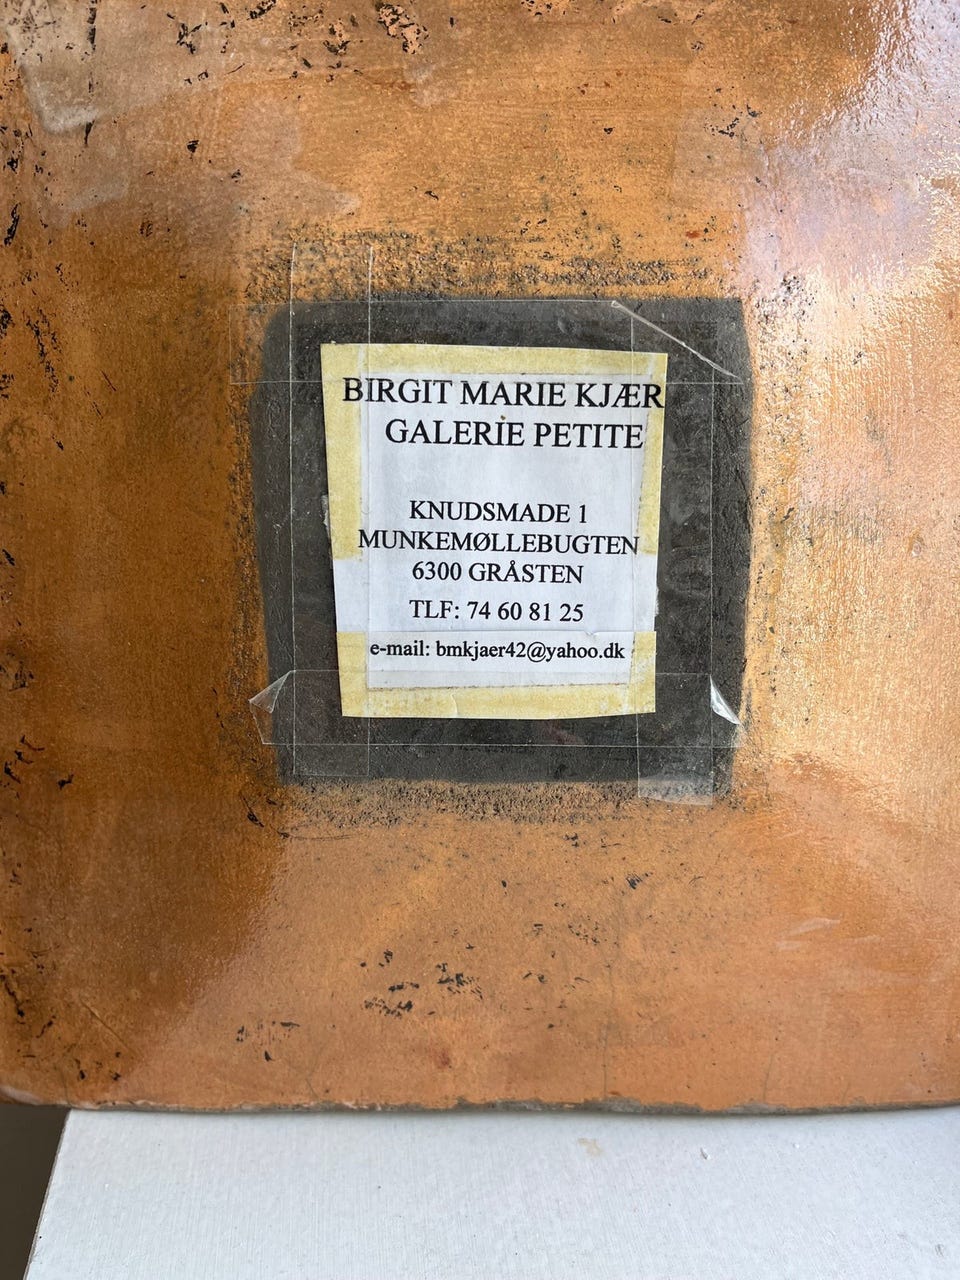 BIRGIT MARIE KJÆR
GALERIE PETITE
KNUDSMADE 1
MUNKEMØLLEBUGTEN
6300 GRÅSTEN
TLF: 74 60 81 25
e-mail: bmkjaer42@yahoo.dk